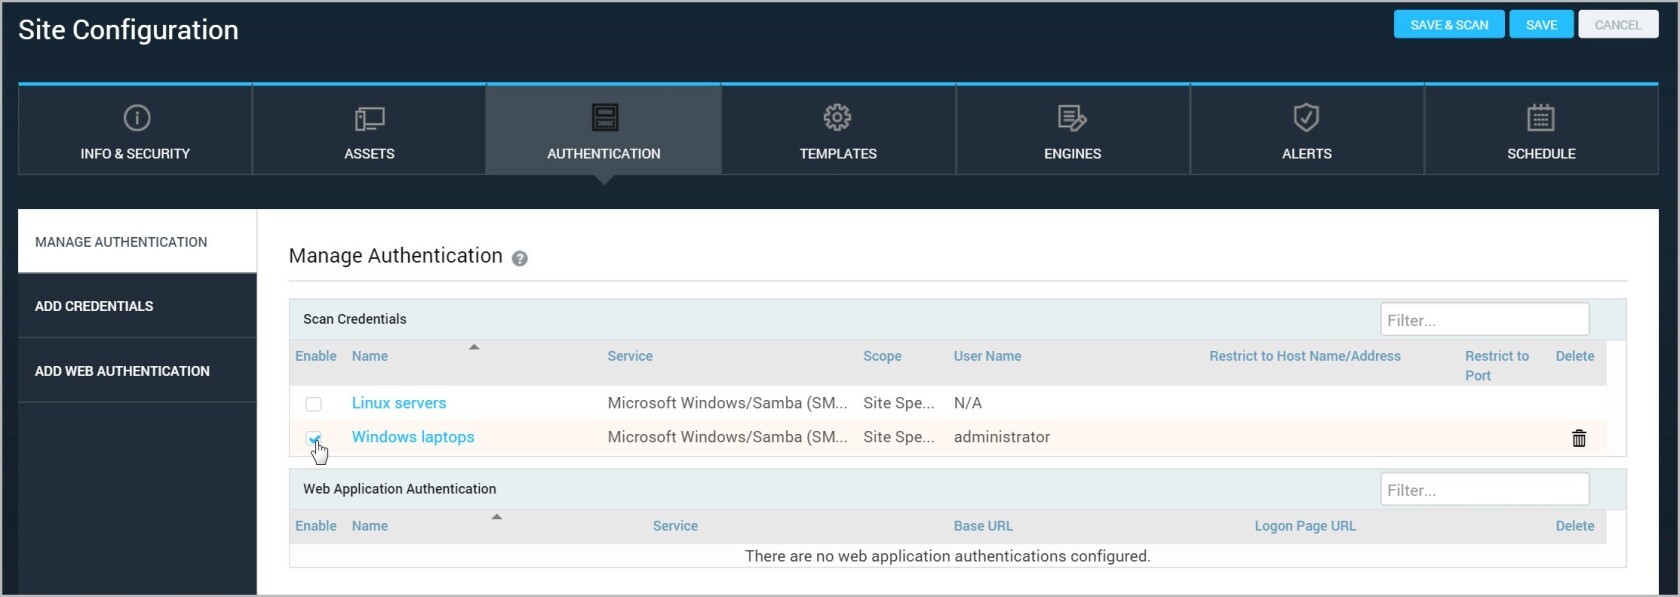 Site Configuration
SAVE & SCAN
SAVE
CANCEL
INFO & SECURITY
ASSETS
AUTHENTICATION
TEMPLATES
ENGINES
ALERTS
SCHEDULE
MANAGE AUTHENTICATION
ADD CREDENTIALS
ADD WEB AUTHENTICATION
Manage Authentication ?
Scan Credentials
Filter...
Enable Name Service Scope User Name Restrict to Host Name/Address Restrict to Delete
Port
Linux servers Microsoft Windows/Samba (SM... Site Spe... N/A
Windows laptops Microsoft Windows/Samba (SM... Site Spe... administrator
Web Application Authentication
Filter...
Enable Name Service Base URL Logon Page URL Delete
There are no web application authentications configured.